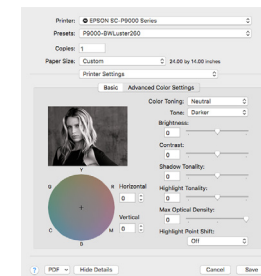 Printer: EPSON SC-P9000 Series
Presets: P9000-BWLuster260
Copies: 1
Paper Size: Custom 24.00 by 14.00 inches
Printer Settings
Basic Advanced Color Settings
Color Toning: Neutral
Tone: Darker
Brightness:
0
Contrast:
0
Shadow Tonality:
0
Highlight Tonality:
0
Max Optical Density:
0
Highlight Point Shift:
Off
Y
G R
C M
B
Horizontal
0
Vertical
0
? PDF Hide Details Cancel Save